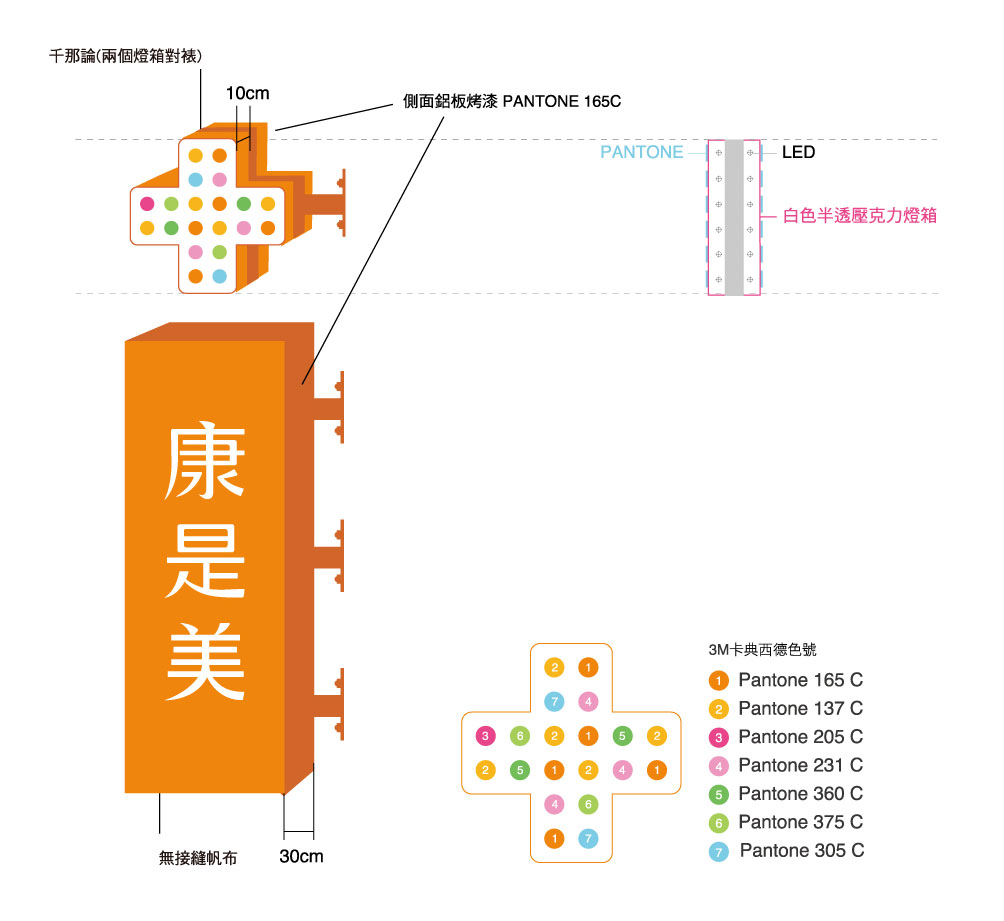 千那論(兩個燈箱對裱)
10cm
側面鋁板烤漆 PANTONE 165C
PANTONE
LED
白色半透壓克力燈箱
康
是
美
無接縫帆布
30cm
2 1
7 4
3 6 2 1 5 2
2 5 1 2 4 1
4 6
1 7
3M卡典西德色號
1 Pantone 165 C
2 Pantone 137 C
3 Pantone 205 C
4 Pantone 231 C
5 Pantone 360 C
6 Pantone 375 C
7 Pantone 305 C